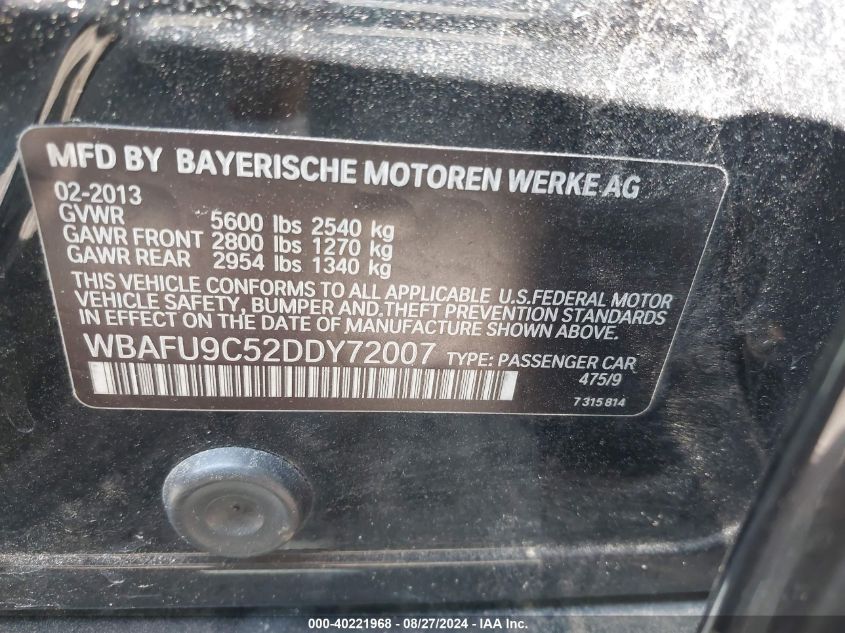 MFD BY BAYERISCHE MOTOREN WERKE AG
02-2013
GVWR 5600 lbs 2540 kg
GAWR FRONT 2800 lbs 1270 kg
GAWR REAR 2954 lbs 1340 kg
THIS VEHICLE CONFORMS TO ALL APPLICABLE U.S.FEDERAL MOTOR
VEHICLE SAFETY, BUMPER AND.THEFT PREVENTION STANDARDS
IN EFFECT ON THE DATE OF MANUFACTURE SHOWN ABOVE.
WBAFU9C52DDY72007 TYPE: PASSENGER CAR
475/9
7 315 814
000-40221968 - 08/27/2024 - IAA Inc.